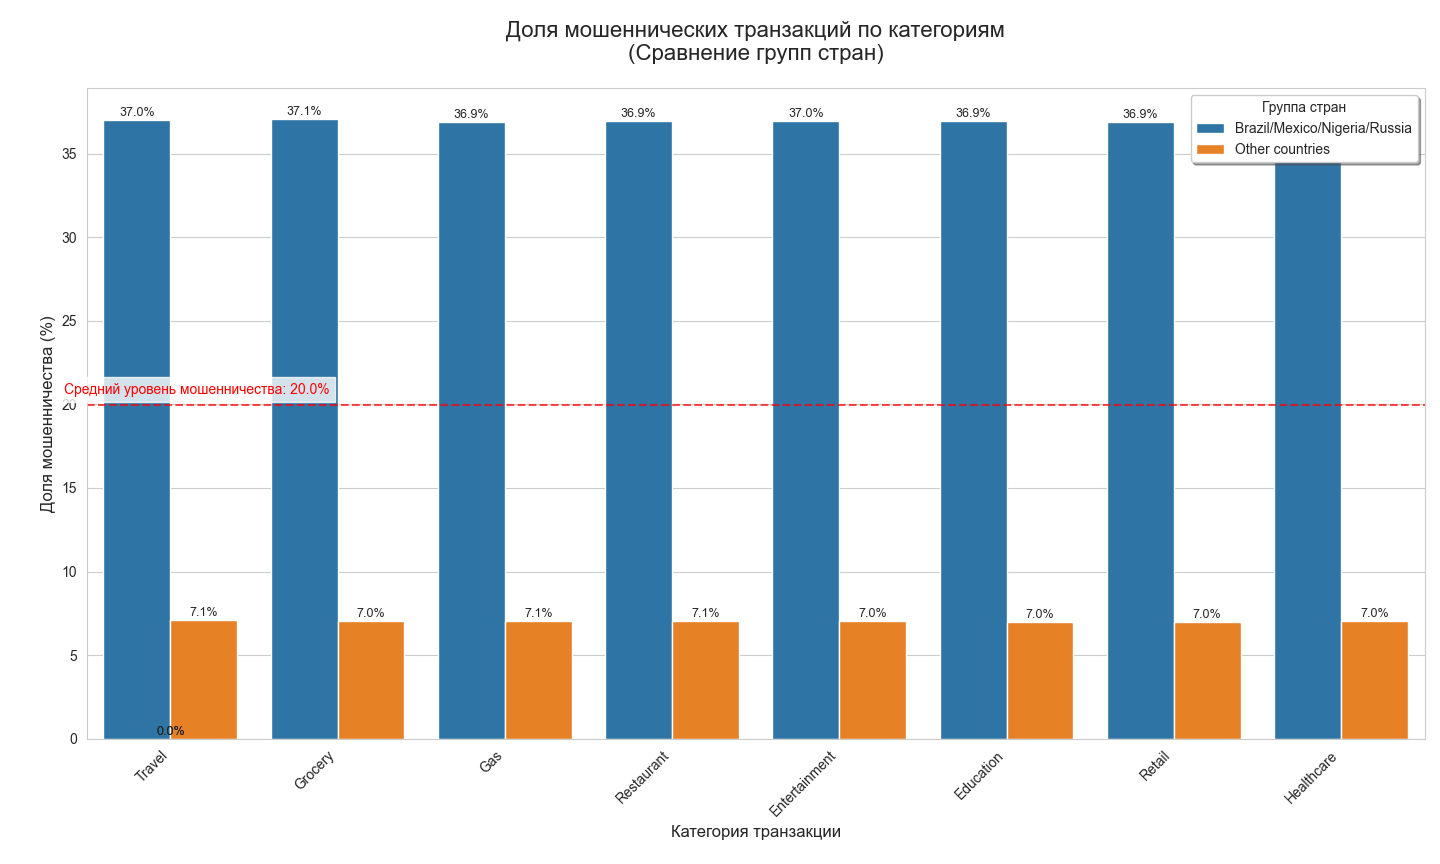 Доля мошеннических транзакций по категориям
(Сравнение групп стран)
37.0%
37.1%
36.9%
36.9%
37.0%
36.9%
36.9%
Группа стран
Brazil/Mexico/Nigeria/Russia
Other countries
35
30
25
Средний уровень мошенничества: 20.0%
20
15
10
5
0
Доля мошенничества (%)
7.1%
7.0%
7.1%
7.1%
7.0%
7.0%
7.0%
7.0%
0.0%
Travel
Grocery
Gas
Restaurant
Entertainment
Education
Retail
Healthcare
Категория транзакции